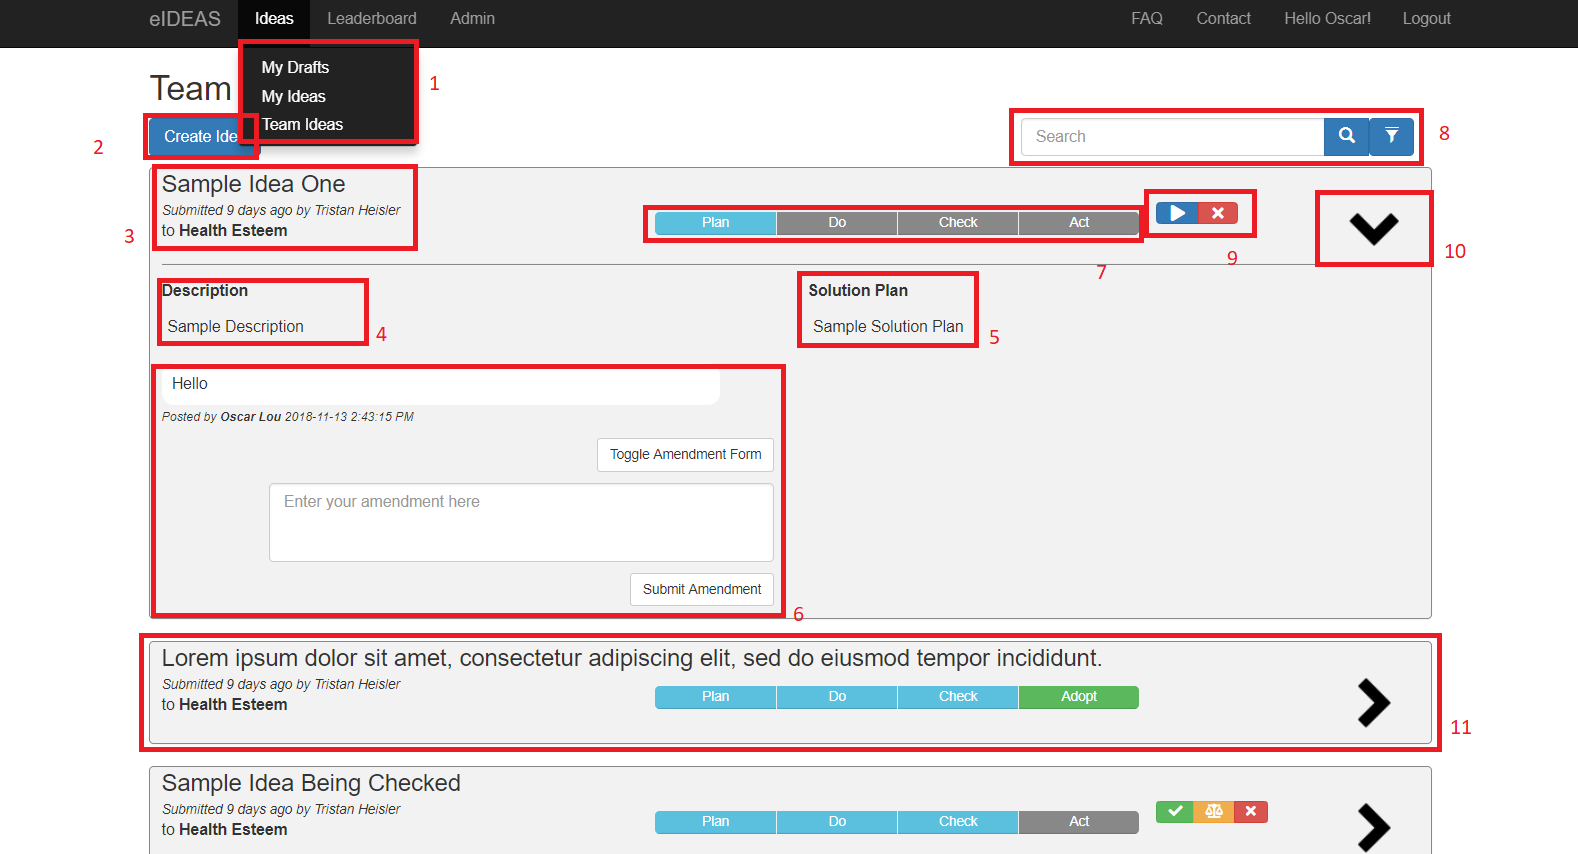 eIDEAS Ideas Leaderboard Admin FAQ Contact Hello Oscar! Logout
My Drafts
1
My Ideas
Team Ideas
Team
2
Create Ide
Search
8
Sample Idea One
Submitted 9 days ago by Tristan Heisler
to Health Esteem
3
Plan Do Check Act
7
9
10
Description
Sample Description
4
Solution Plan
Sample Solution Plan
5
Hello
Posted by Oscar Lou 2018-11-13 2:43:15 PM
Toggle Amendment Form
Enter your amendment here
Submit Amendment
6
Lorem ipsum dolor sit amet, consectetur adipiscing elit, sed do eiusmod tempor incididunt.
Submitted 9 days ago by Tristan Heisler
to Health Esteem
Plan Do Check Adopt
11
Sample Idea Being Checked
Submitted 9 days ago by Tristan Heisler
to Health Esteem
Plan Do Check Act